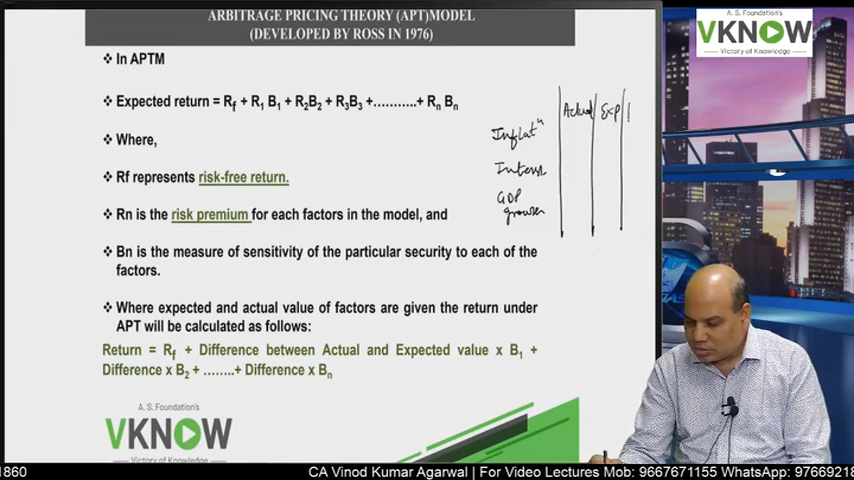 ARBITRAGE PRICING THEORY (APT)MODEL
(DEVELOPED BY ROSS IN 1976)
A. S. Foundation's
VKNOW
Victory of Knowledge
❖ In APTM
❖ Expected return = Rf + R1 B1 + R2B2 + R3B3 +………..+ Rn Bn
❖ Where,
❖ Rf represents risk-free return.
❖ Rn is the risk premium for each factors in the model, and
❖ Bn is the measure of sensitivity of the particular security to each of the
factors.
❖ Where expected and actual value of factors are given the return under
APT will be calculated as follows:
Return = Rf + Difference between Actual and Expected value x B1 +
Difference x B2 + ……..+ Difference x Bn
Actual Exp
Inflatn
GDP
A. S. Foundation's
VKNOW
Victory of Knowledge
1860 CA Vinod Kumar Agarwal | For Video Lectures Mob: 9667671155 WhatsApp: 97669218